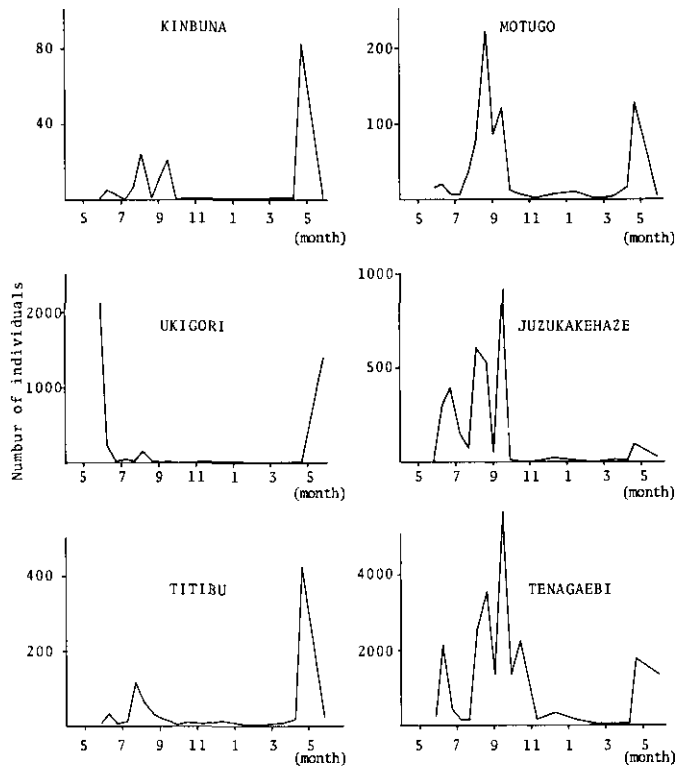 KINBUNA
80
40
5 7 9 11 1 3 5
(month)
MOTUGO
200
100
5 7 9 11 1 3 5
(month)
Numbur of individuals
UKIGORI
2000
1000
5 7 9 11 1 3 5
(month)
JUZUKAKEHAZE
1000
500
5 7 9 11 1 3 5
(month)
TITIBU
400
200
5 7 9 11 1 3 5
TENAGAEBI
4000
2000
5 7 9 11 1 3 5